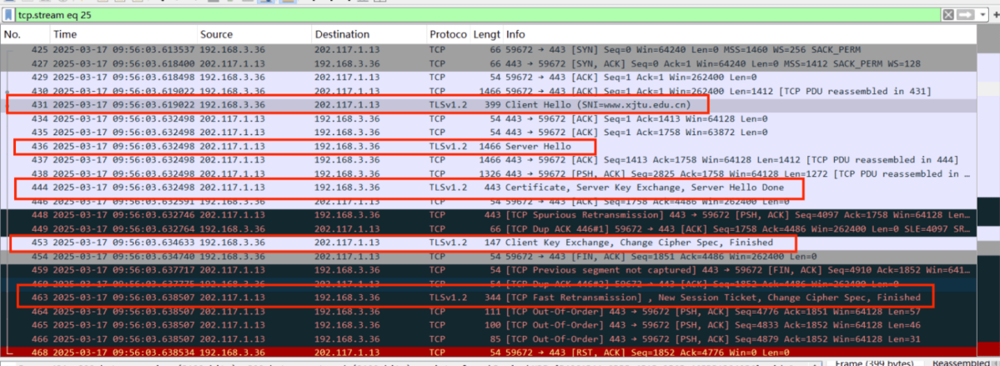 tcp.stream eq 25
No. Time Source Destination Protoco Lengt Info
425 2025-03-17 09:56:03.613537 192.168.3.36 202.117.1.13 TCP 66 59672 → 443 [SYN] Seq=0 Win=64240 Len=0 MSS=1460 WS=256 SACK_PERM
427 2025-03-17 09:56:03.618400 202.117.1.13 192.168.3.36 TCP 66 443 → 59672 [SYN, ACK] Seq=0 Ack=1 Win=64240 Len=0 MSS=1412 SACK_PERM WS=128
429 2025-03-17 09:56:03.618498 192.168.3.36 202.117.1.13 TCP 54 59672 → 443 [ACK] Seq=1 Ack=1 Win=262400 Len=0
430 2025-03-17 09:56:03.619022 192.168.3.36 202.117.1.13 TCP 1466 59672 → 443 [ACK] Seq=1 Ack=1 Win=262400 Len=1412 [TCP PDU reassembled in 431]
431 2025-03-17 09:56:03.619022 192.168.3.36 202.117.1.13 TLSv1.2 399 Client Hello (SNI=www.xjtu.edu.cn)
434 2025-03-17 09:56:03.632498 202.117.1.13 192.168.3.36 TCP 54 443 → 59672 [ACK] Seq=1 Ack=1413 Win=64128 Len=0
435 2025-03-17 09:56:03.632498 202.117.1.13 192.168.3.36 TCP 54 443 → 59672 [ACK] Seq=1 Ack=1758 Win=63872 Len=0
436 2025-03-17 09:56:03.632498 202.117.1.13 192.168.3.36 TLSv1.2 1466 Server Hello
437 2025-03-17 09:56:03.632498 202.117.1.13 192.168.3.36 TCP 1466 443 → 59672 [ACK] Seq=1413 Ack=1758 Win=64128 Len=1412 [TCP PDU reassembled in 444]
438 2025-03-17 09:56:03.632498 202.117.1.13 192.168.3.36 TCP 1326 443 → 59672 [PSH, ACK] Seq=2825 Ack=1758 Win=64128 Len=1272 [TCP PDU reassembled in …
444 2025-03-17 09:56:03.632498 202.117.1.13 192.168.3.36 TLSv1.2 443 Certificate, Server Key Exchange, Server Hello Done
446 2025-03-17 09:56:03.632591 192.168.3.36 202.117.1.13 TCP 54 59672 → 443 [ACK] Seq=1758 Ack=4486 Win=262400 Len=0
448 2025-03-17 09:56:03.632746 202.117.1.13 192.168.3.36 TCP 443 [TCP Spurious Retransmission] 443 → 59672 [PSH, ACK] Seq=4097 Ack=1758 Win=64128 Len…
449 2025-03-17 09:56:03.632764 192.168.3.36 202.117.1.13 TCP 66 [TCP Dup ACK 446#1] 59672 → 443 [ACK] Seq=1758 Ack=4486 Win=262400 Len=0 SLE=4097 SR…
453 2025-03-17 09:56:03.634633 192.168.3.36 202.117.1.13 TLSv1.2 147 Client Key Exchange, Change Cipher Spec, Finished
454 2025-03-17 09:56:03.634740 192.168.3.36 202.117.1.13 TCP 54 59672 → 443 [FIN, ACK] Seq=1851 Ack=4486 Win=262400 Len=0
459 2025-03-17 09:56:03.637717 202.117.1.13 192.168.3.36 TCP 54 [TCP Previous segment not captured] 443 → 59672 [FIN, ACK] Seq=4910 Ack=1852 Win=641…
460 2025-03-17 09:56:03.637775 192.168.3.36 202.117.1.13 TCP 54 [TCP Dup ACK 446#2] 59672 → 443 [ACK] Seq=1852 Ack=4486 Win=262400 Len=0
463 2025-03-17 09:56:03.638507 202.117.1.13 192.168.3.36 TLSv1.2 344 [TCP Fast Retransmission] , New Session Ticket, Change Cipher Spec, Finished
464 2025-03-17 09:56:03.638507 202.117.1.13 192.168.3.36 TCP 111 [TCP Out-Of-Order] 443 → 59672 [PSH, ACK] Seq=4776 Ack=1851 Win=64128 Len=57
465 2025-03-17 09:56:03.638507 202.117.1.13 192.168.3.36 TCP 100 [TCP Out-Of-Order] 443 → 59672 [PSH, ACK] Seq=4833 Ack=1852 Win=64128 Len=46
466 2025-03-17 09:56:03.638507 202.117.1.13 192.168.3.36 TCP 85 [TCP Out-Of-Order] 443 → 59672 [PSH, ACK] Seq=4879 Ack=1852 Win=64128 Len=31
468 2025-03-17 09:56:03.638534 192.168.3.36 202.117.1.13 TCP 54 59672 → 443 [RST, ACK] Seq=1852 Ack=4776 Win=0 Len=0
Frame (399 bytes) Reassembled